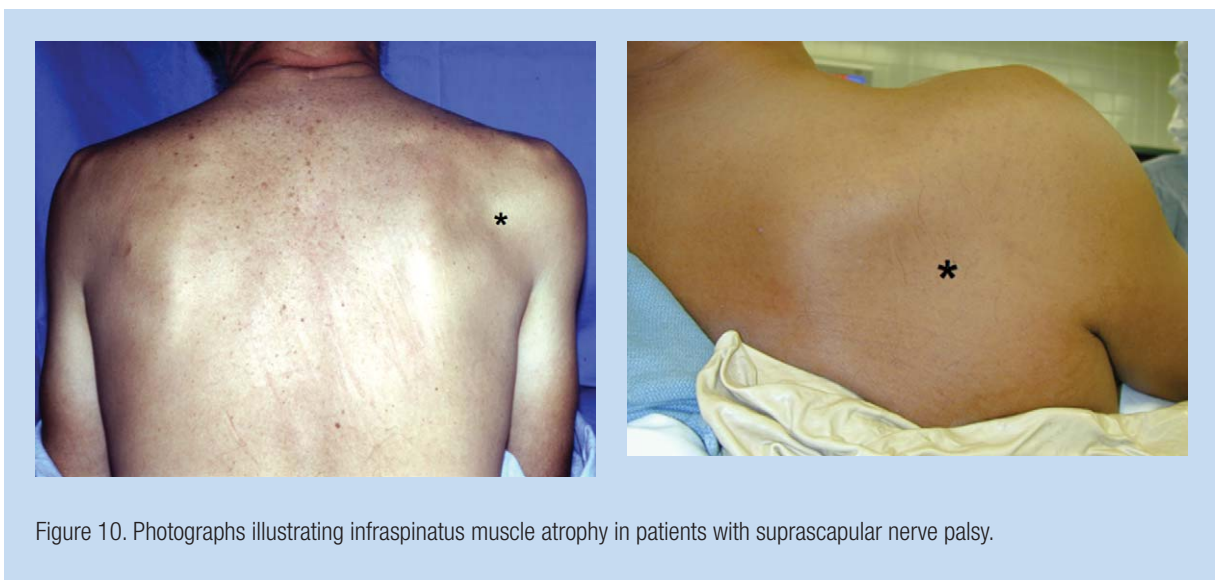 *
*
Figure 10. Photographs illustrating infraspinatus muscle atrophy in patients with suprascapular nerve palsy.